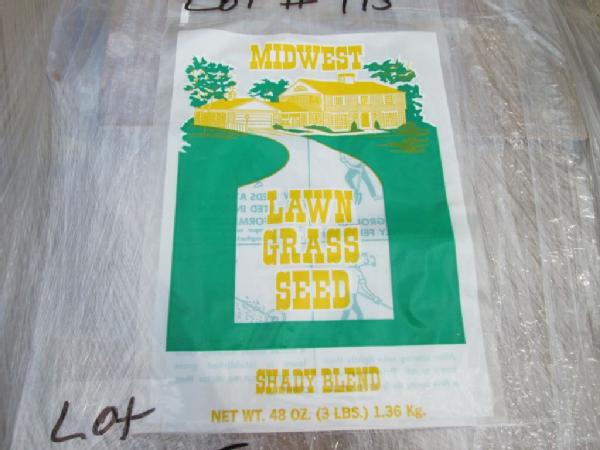 LOT # 113
MIDWEST
LAWN
GRASS
SEED
SHADY BLEND
NET WT. 48 OZ. (3 LBS.) 1.36 Kg.
Lot